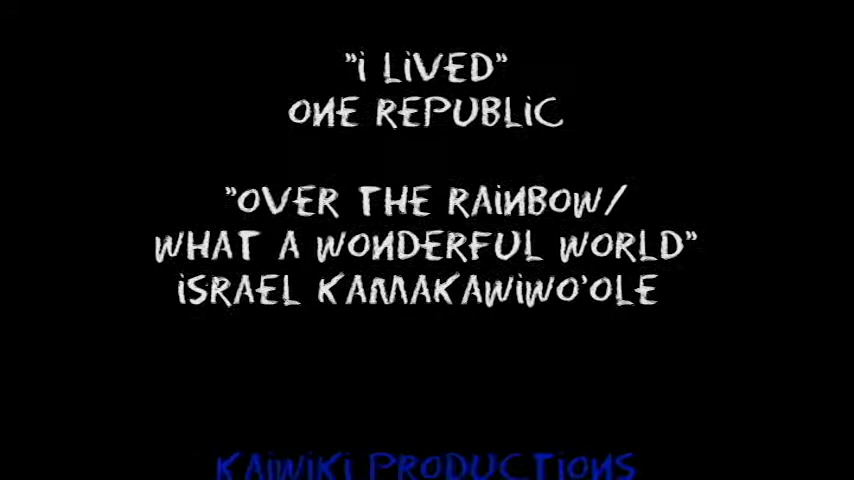 "I LIVED"
ONE REPUBLIC
"OVER THE RAINBOW/
WHAT A WONDERFUL WORLD"
ISRAEL KAMAKAWIWO'OLE
KAIWIKI PRODUCTIONS